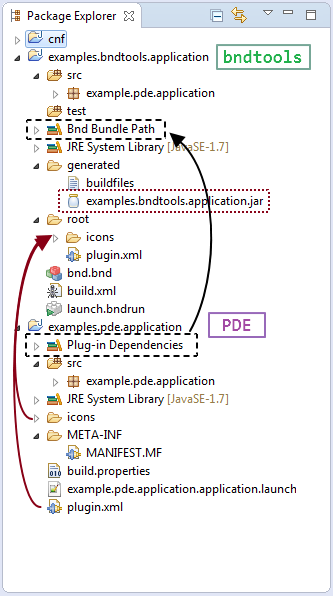 Package Explorer
cnf
examples.bndtools.application
bndtools
src
example.pde.application
test
Bnd Bundle Path
JRE System Library [JavaSE-1.7]
generated
buildfiles
examples.bndtools.application.jar
root
icons
plugin.xml
bnd.bnd
build.xml
launch.bndrun
examples.pde.application
PDE
Plug-in Dependencies
src
example.pde.application
JRE System Library [JavaSE-1.7]
icons
META-INF
MANIFEST.MF
build.properties
example.pde.application.application.launch
plugin.xml